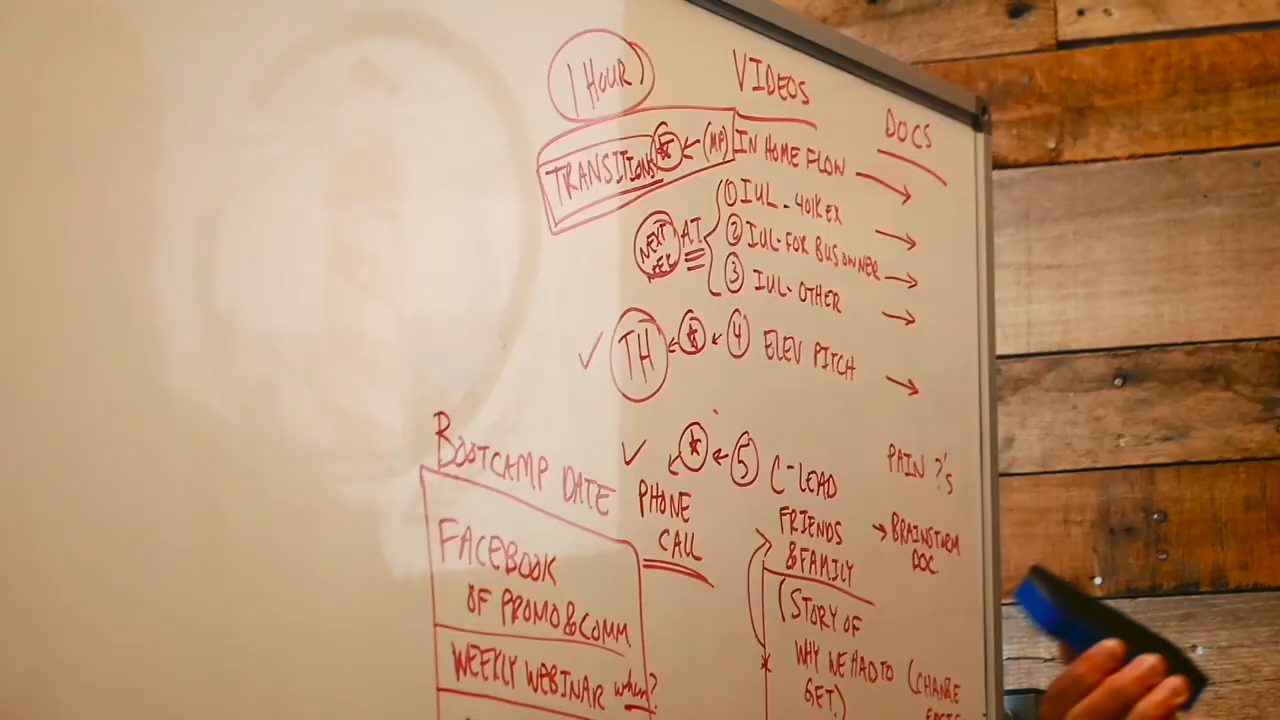 1 HOUR
VIDEOS
DOCS
TRANSITIONS ← (MP) IN HOME FLOW →
NEXT AT
① IUL - 401K EX →
② IUL - FOR BUS OWNER →
③ IUL - OTHER →
✓ TH ← ← ④ ELEV PITCH →
✓ ← ⑤ C-LEAD
PAIN ?'s
PHONE CALL
FRIENDS & FAMILY
→ BRAINSTORM DOC
(STORY OF
WHY WE HAD TO
GET)
(CHANGE
BOOTCAMP DATE
FACEBOOK
OF PROMO & COMM
WEEKLY WEBINAR when?